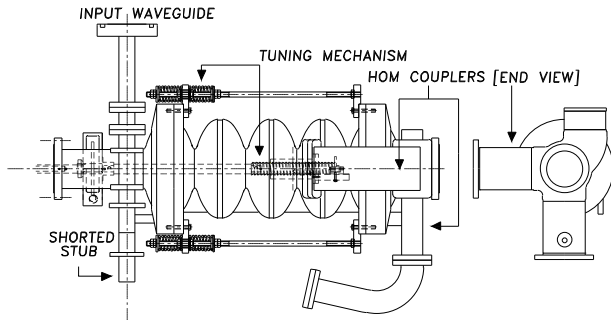 INPUT WAVEGUIDE
TUNING MECHANISM
HOM COUPLERS [END VIEW]
SHORTED
STUB